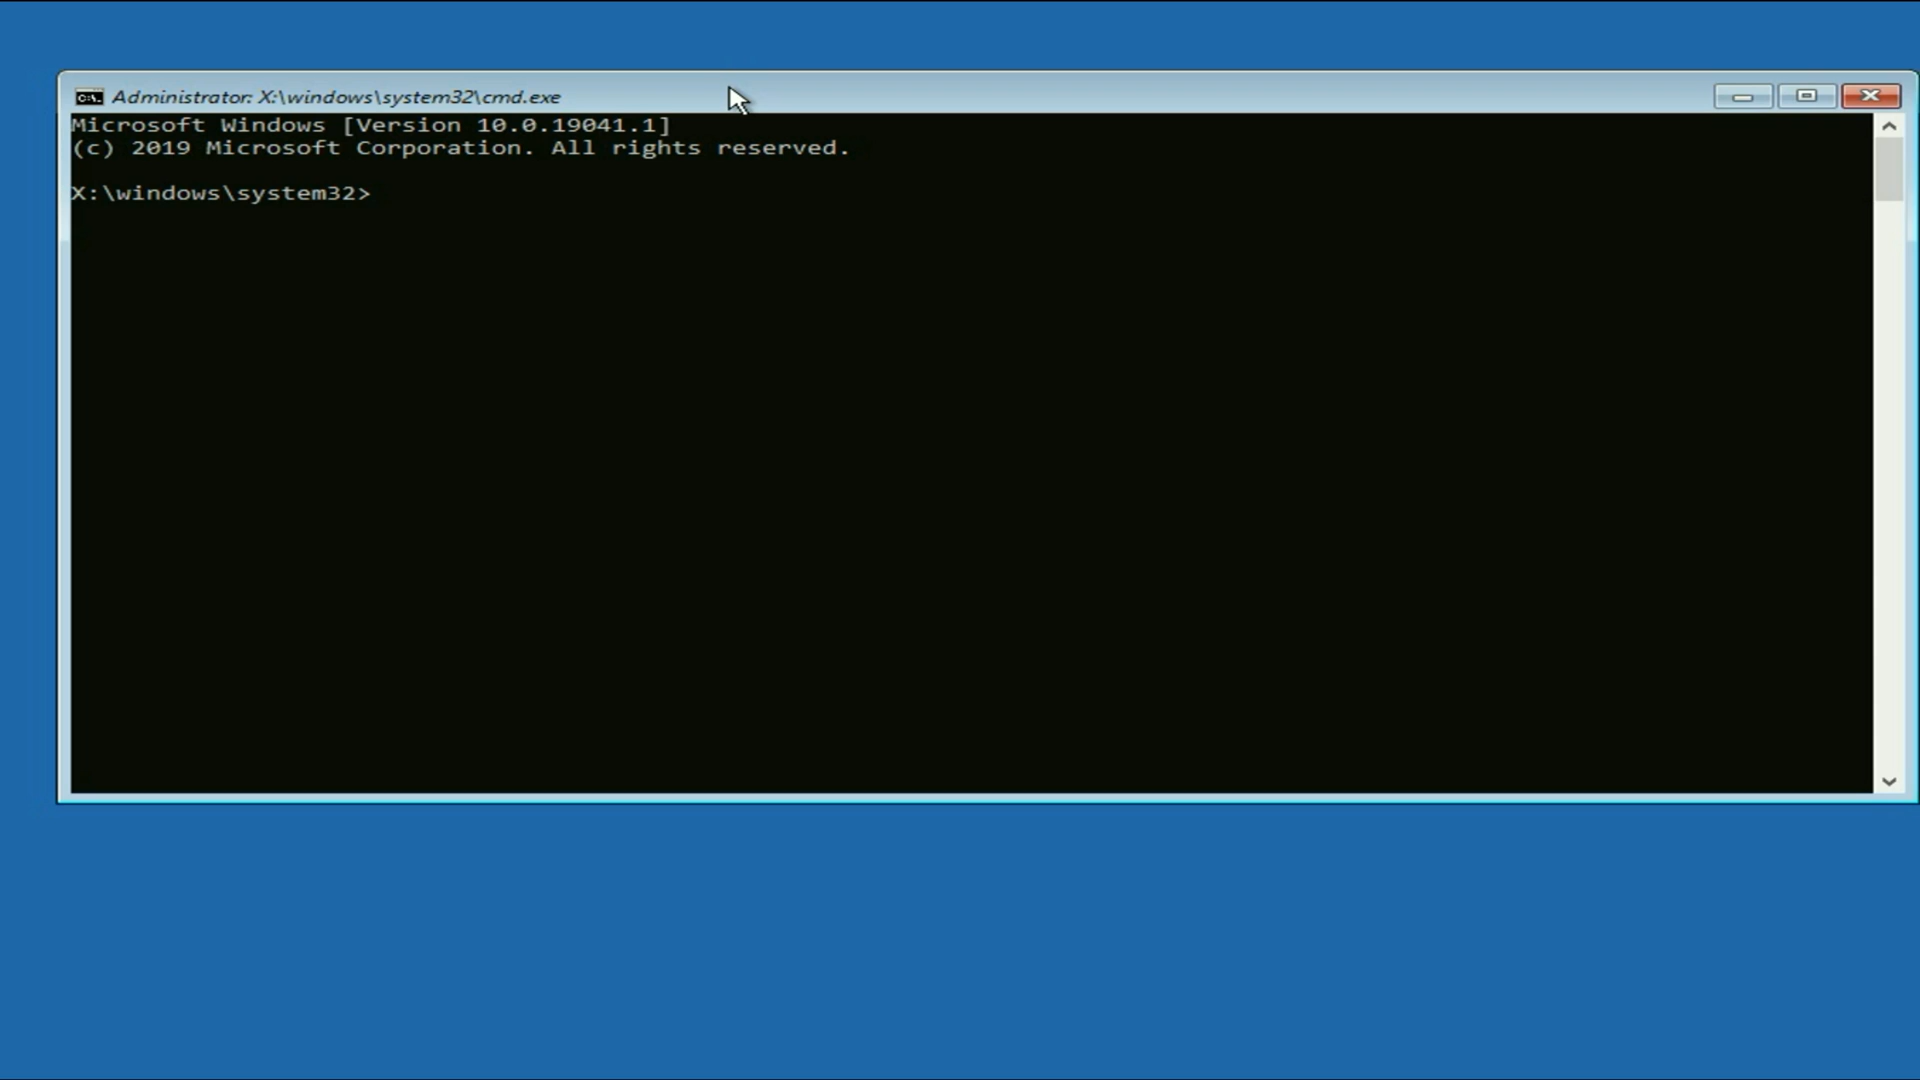 Administrator: X:\windows\system32\cmd.exe
Microsoft Windows [Version 10.0.19041.1]
(c) 2019 Microsoft Corporation. All rights reserved.
X:\windows\system32>